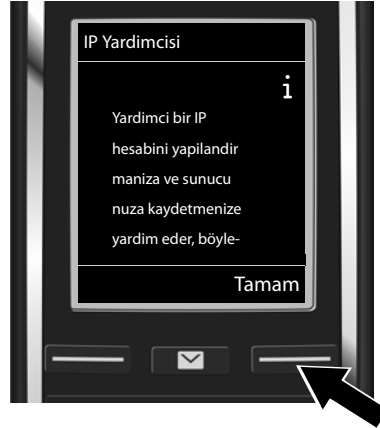 IP Yardimcisi
i
Yardimci bir IP
hesabini yapilandir
maniza ve sunucu
nuza kaydetmenize
yardim eder, böyle-
Tamam